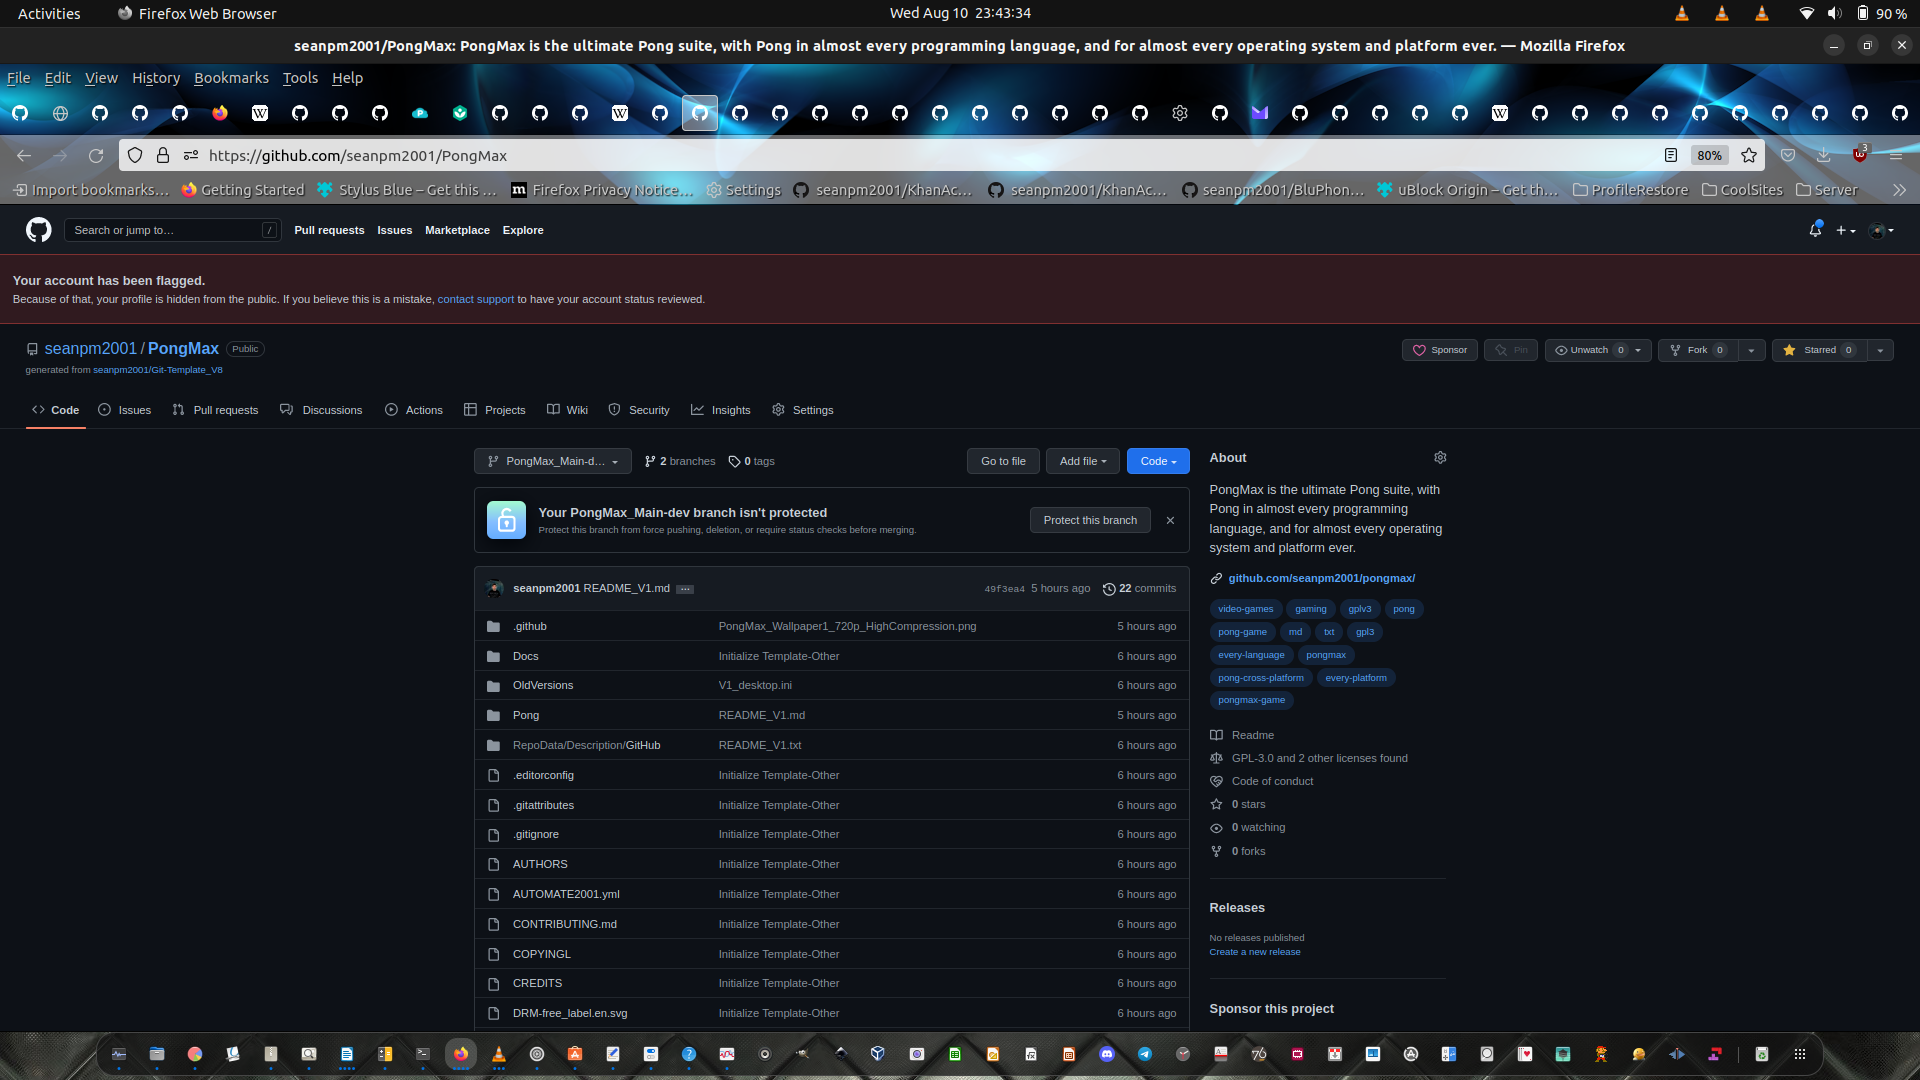 Activities
Firefox Web Browser
Wed Aug 10  23:43:34
90 %
seanpm2001/PongMax: PongMax is the ultimate Pong suite, with Pong in almost every programming language, and for almost every operating system and platform ever. — Mozilla Firefox
File Edit View History Bookmarks Tools Help
https://github.com/seanpm2001/PongMax
80%
3
Import bookmarks… Getting Started Stylus Blue – Get this … Firefox Privacy Notice… Settings seanpm2001/KhanAc… seanpm2001/KhanAc… seanpm2001/BluPhon… uBlock Origin – Get th… ProfileRestore CoolSites Server
Search or jump to… /
Pull requests Issues Marketplace Explore
Your account has been flagged.
Because of that, your profile is hidden from the public. If you believe this is a mistake, contact support to have your account status reviewed.
seanpm2001 / PongMax Public
Sponsor Pin Unwatch 0 Fork 0 Starred 0
generated from seanpm2001/Git-Template_V8
Code Issues Pull requests Discussions Actions Projects Wiki Security Insights Settings
PongMax_Main-d… 2 branches 0 tags Go to file Add file Code
Your PongMax_Main-dev branch isn't protected
Protect this branch from force pushing, deletion, or require status checks before merging.
Protect this branch
seanpm2001 README_V1.md … 49f3ea4 5 hours ago 22 commits
.github PongMax_Wallpaper1_720p_HighCompression.png 5 hours ago
Docs Initialize Template-Other 6 hours ago
OldVersions V1_desktop.ini 6 hours ago
Pong README_V1.md 5 hours ago
RepoData/Description/GitHub README_V1.txt 6 hours ago
.editorconfig Initialize Template-Other 6 hours ago
.gitattributes Initialize Template-Other 6 hours ago
.gitignore Initialize Template-Other 6 hours ago
AUTHORS Initialize Template-Other 6 hours ago
AUTOMATE2001.yml Initialize Template-Other 6 hours ago
CONTRIBUTING.md Initialize Template-Other 6 hours ago
COPYINGL Initialize Template-Other 6 hours ago
CREDITS Initialize Template-Other 6 hours ago
DRM-free_label.en.svg Initialize Template-Other 6 hours ago
About
PongMax is the ultimate Pong suite, with
Pong in almost every programming
language, and for almost every operating
system and platform ever.
github.com/seanpm2001/pongmax/
video-games gaming gplv3 pong
pong-game md txt gpl3
every-language pongmax
pong-cross-platform every-platform
pongmax-game
Readme
GPL-3.0 and 2 other licenses found
Code of conduct
0 stars
0 watching
0 forks
Releases
No releases published
Create a new release
Sponsor this project